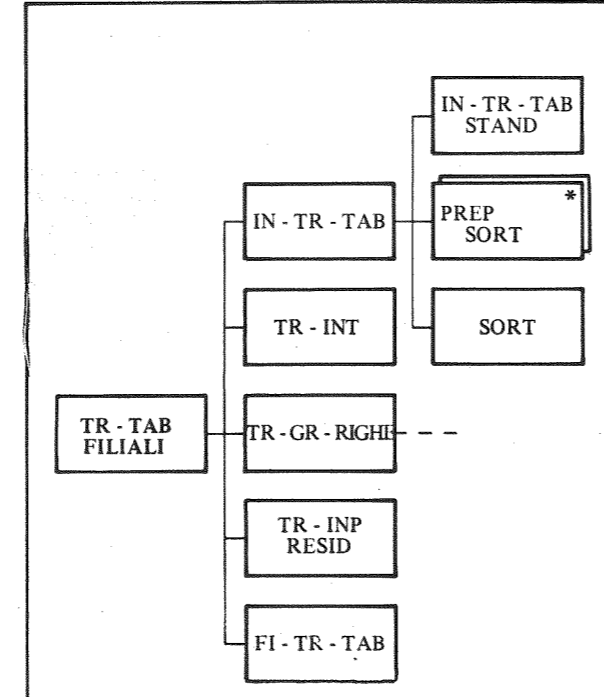 IN - TR - TAB
STAND
PREP *
SORT
IN - TR - TAB
SORT
TR - INT
TR - TAB
FILIALI
TR - GR - RIGHE
TR - INP
RESID
FI - TR - TAB